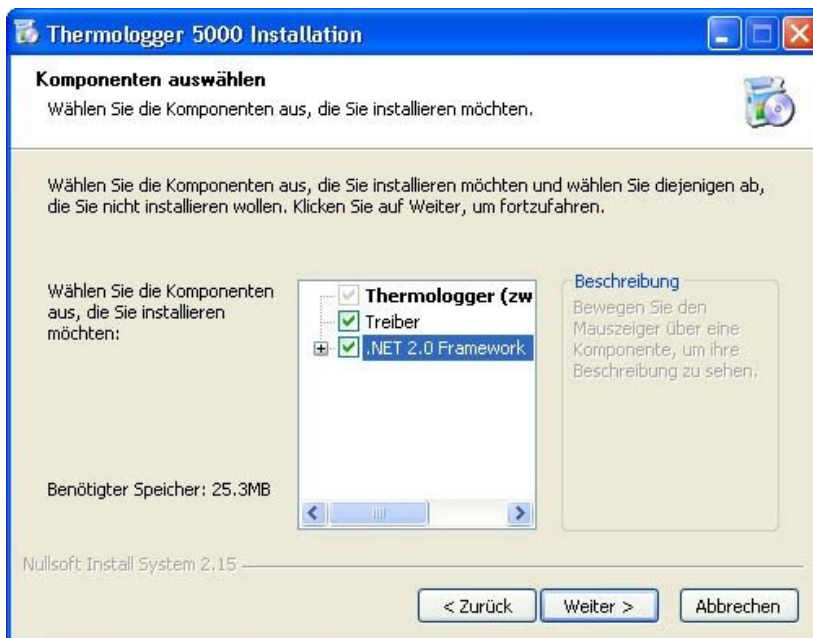 Thermologger 5000 Installation
Komponenten auswählen
Wählen Sie die Komponenten aus, die Sie installieren möchten.
Wählen Sie die Komponenten aus, die Sie installieren möchten und wählen Sie diejenigen ab,
die Sie nicht installieren wollen. Klicken Sie auf Weiter, um fortzufahren.
Wählen Sie die Komponenten
aus, die Sie installieren
möchten:
Thermologger (zw
Treiber
.NET 2.0 Framework
Beschreibung
Bewegen Sie den
Mauszeiger über eine
Komponente, um ihre
Beschreibung zu sehen.
Benötigter Speicher: 25.3MB
Nullsoft Install System 2.15
< Zurück
Weiter >
Abbrechen